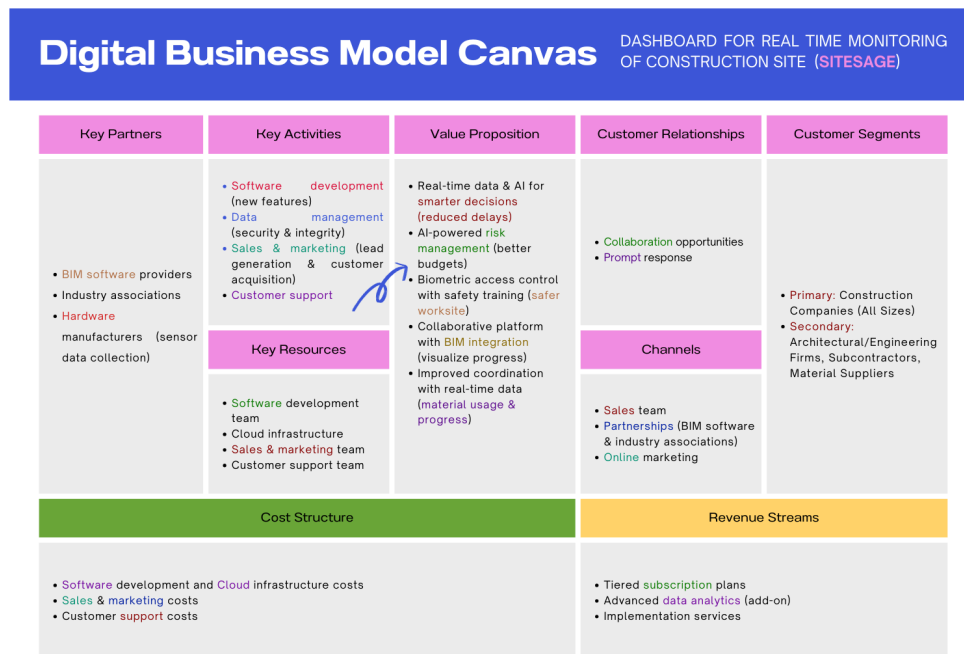 Digital Business Model Canvas
DASHBOARD FOR REAL TIME MONITORING
OF CONSTRUCTION SITE (SITESAGE)
Key Partners
BIM software providers
Industry associations
Hardware
manufacturers (sensor
data collection)
Key Activities
Software development
(new features)
Data management
(security & integrity)
Sales & marketing (lead
generation & customer
acquisition)
Customer support
Key Resources
Software development
team
Cloud infrastructure
Sales & marketing team
Customer support team
Value Proposition
Real-time data & AI for
smarter decisions
(reduced delays)
AI-powered risk
management (better
budgets)
Biometric access control
with safety training (safer
worksite)
Collaborative platform
with BIM integration
(visualize progress)
Improved coordination
with real-time data
(material usage &
progress)
Customer Relationships
Collaboration opportunities
Prompt response
Channels
Sales team
Partnerships (BIM software
& industry associations)
Online marketing
Customer Segments
Primary: Construction
Companies (All Sizes)
Secondary:
Architectural/Engineering
Firms, Subcontractors,
Material Suppliers
Cost Structure
Software development and Cloud infrastructure costs
Sales & marketing costs
Customer support costs
Revenue Streams
Tiered subscription plans
Advanced data analytics (add-on)
Implementation services